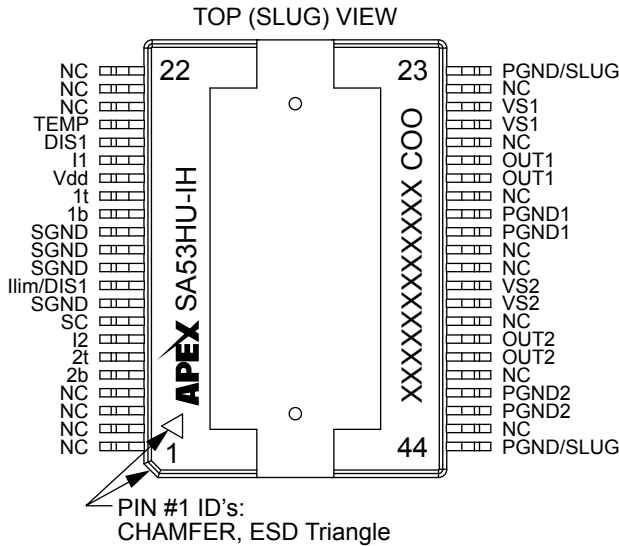 TOP (SLUG) VIEW
22
23
NC
NC
NC
TEMP
DIS1
I1
Vdd
1t
1b
SGND
SGND
SGND
Ilim/DIS1
SGND
SC
I2
2t
2b
NC
NC
NC
NC
APEX SA53HU-IH
XXXXXXXXXXX COO
PGND/SLUG
NC
VS1
VS1
NC
OUT1
OUT1
NC
PGND1
PGND1
NC
NC
VS2
VS2
NC
OUT2
OUT2
NC
PGND2
PGND2
NC
PGND/SLUG
1
44
PIN #1 ID's:
CHAMFER, ESD Triangle